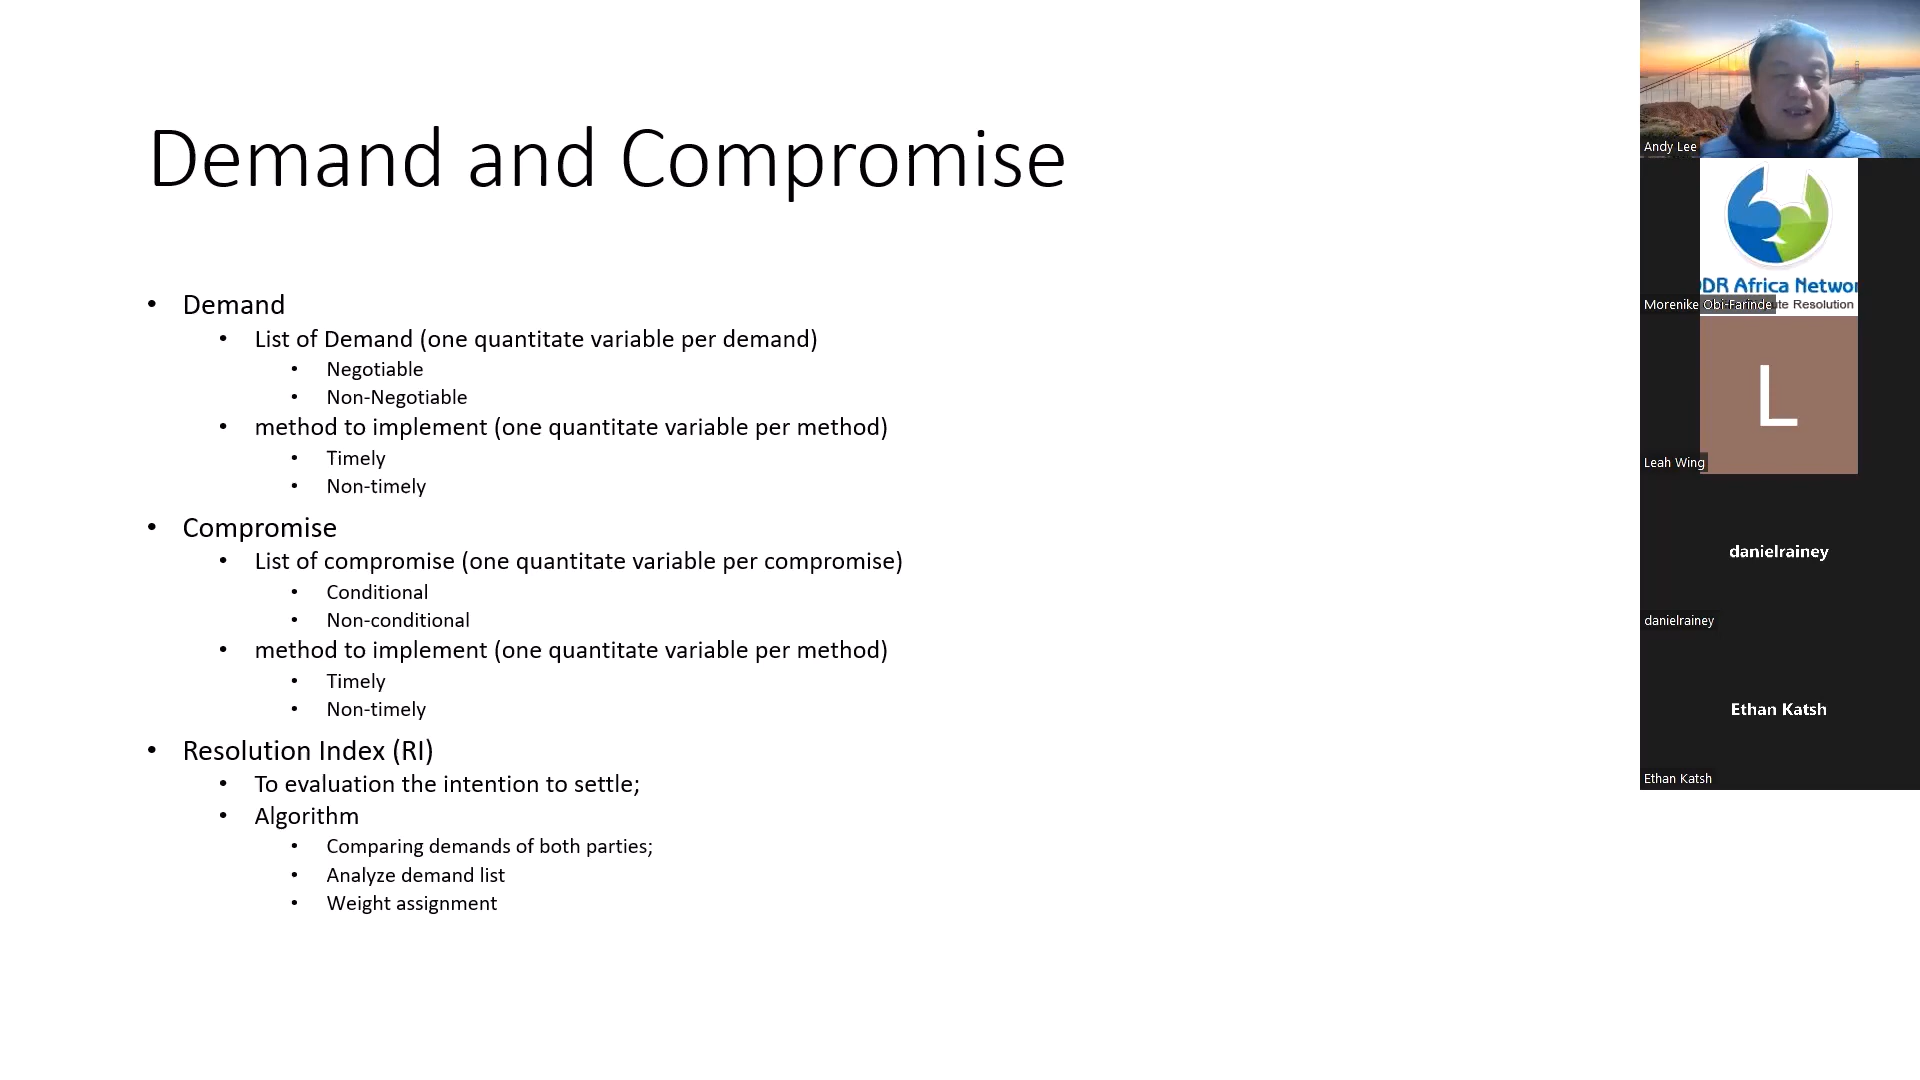 Demand and Compromise
• Demand
• List of Demand (one quantitate variable per demand)
• Negotiable
• Non-Negotiable
• method to implement (one quantitate variable per method)
• Timely
• Non-timely
• Compromise
• List of compromise (one quantitate variable per compromise)
• Conditional
• Non-conditional
• method to implement (one quantitate variable per method)
• Timely
• Non-timely
• Resolution Index (RI)
• To evaluation the intention to settle;
• Algorithm
• Comparing demands of both parties;
• Analyze demand list
• Weight assignment
Andy Lee
DR Africa Networ
Morenike Obi-Farinde
Resolution
L
Leah Wing
danielrainey
danielrainey
Ethan Katsh
Ethan Katsh